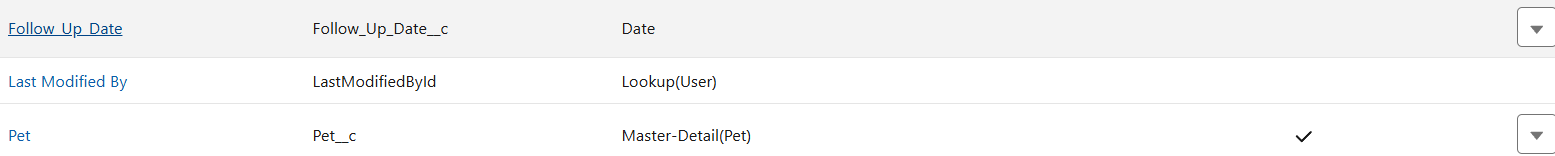 Follow_Up_Date Follow_Up_Date__c Date
Last Modified By LastModifiedById Lookup(User)
Pet Pet__c Master-Detail(Pet)